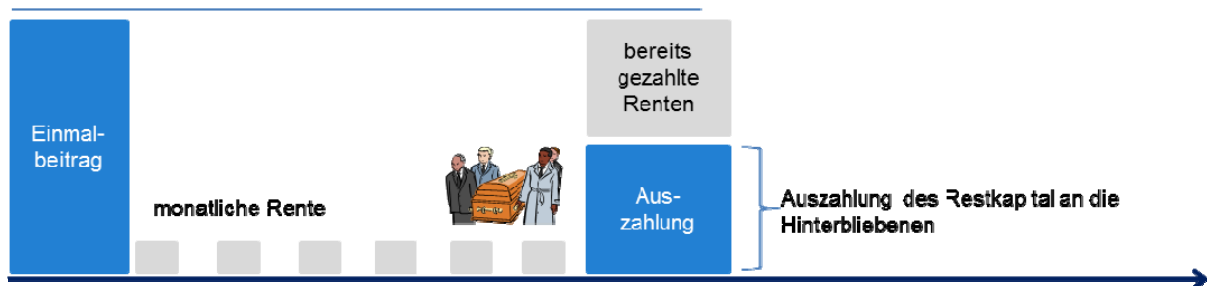 Einmal-
beitrag
monatliche Rente
bereits
gezahlte
Renten
Aus-
zahlung
Auszahlung des Restkap tal an die
Hinterbliebenen